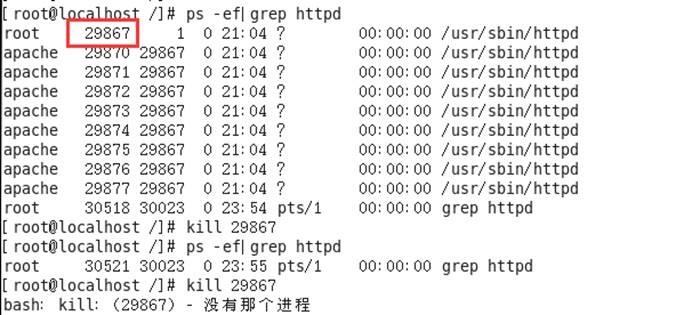 [root@localhost /]# ps -ef|grep httpd
root     29867     1  0 21:04 ?        00:00:00 /usr/sbin/httpd
apache   29870 29867  0 21:04 ?        00:00:00 /usr/sbin/httpd
apache   29871 29867  0 21:04 ?        00:00:00 /usr/sbin/httpd
apache   29872 29867  0 21:04 ?        00:00:00 /usr/sbin/httpd
apache   29873 29867  0 21:04 ?        00:00:00 /usr/sbin/httpd
apache   29874 29867  0 21:04 ?        00:00:00 /usr/sbin/httpd
apache   29875 29867  0 21:04 ?        00:00:00 /usr/sbin/httpd
apache   29876 29867  0 21:04 ?        00:00:00 /usr/sbin/httpd
apache   29877 29867  0 21:04 ?        00:00:00 /usr/sbin/httpd
root     30518 30023  0 23:54 pts/1    00:00:00 grep httpd
[root@localhost /]# kill 29867
[root@localhost /]# ps -ef|grep httpd
root     30521 30023  0 23:55 pts/1    00:00:00 grep httpd
[root@localhost /]# kill 29867
bash: kill: (29867) - 没有那个进程